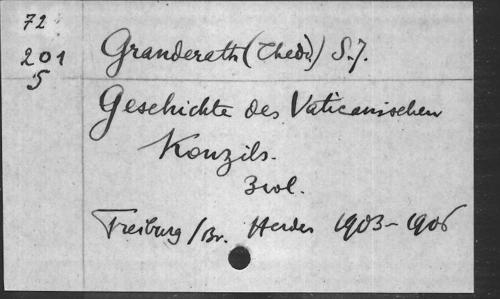 72
201
5
Granderath (Theod.) S.J.
Geschichte des Vaticanischen
Konzils.
3 vol.
Freiburg / Br. Herder 1903-1906